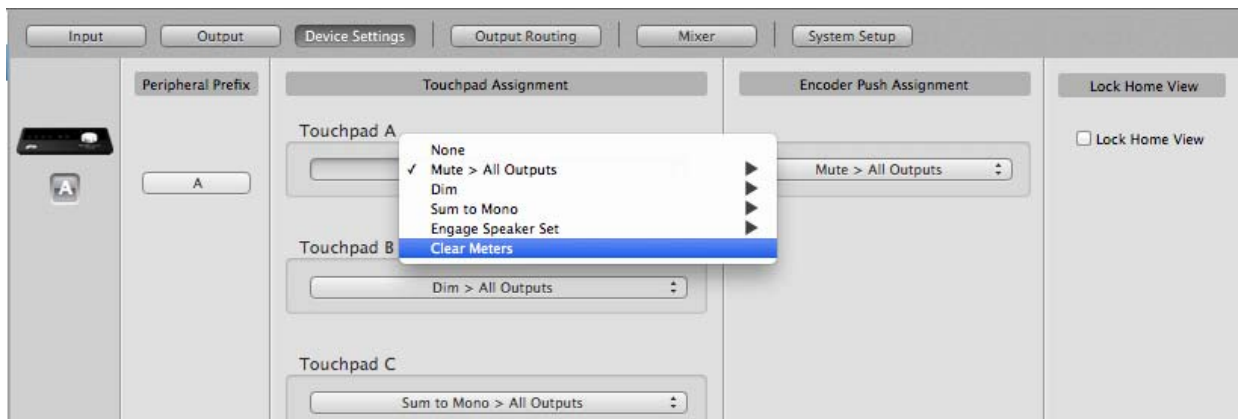 Input Output Device Settings Output Routing Mixer System Setup
Peripheral Prefix Touchpad Assignment Encoder Push Assignment Lock Home View
Touchpad A
None
✓ Mute > All Outputs
Dim
Sum to Mono
Engage Speaker Set
Clear Meters
A
A
Mute > All Outputs
Lock Home View
Touchpad B
Dim > All Outputs
Touchpad C
Sum to Mono > All Outputs